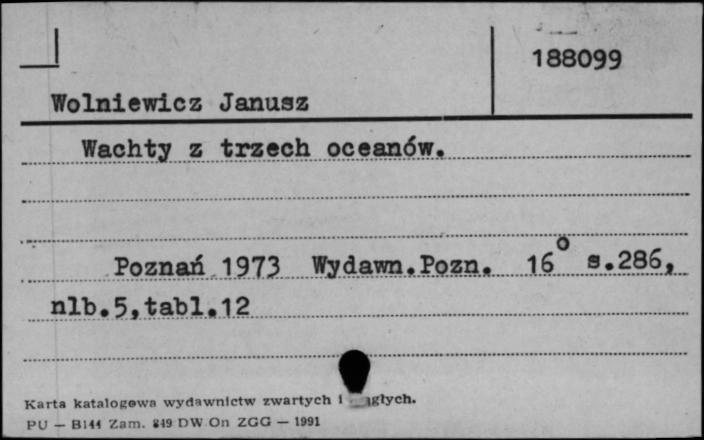 188099
Wolniewicz Janusz
Wachty z trzech oceanów.
Poznań 1973 Wydawn.Pozn. 16° s.286,
nlb.5,tabl.12
Karta katalogowa wydawnictw zwartych i
PU — B144 Zam. 849 DW On ZGG — 1991